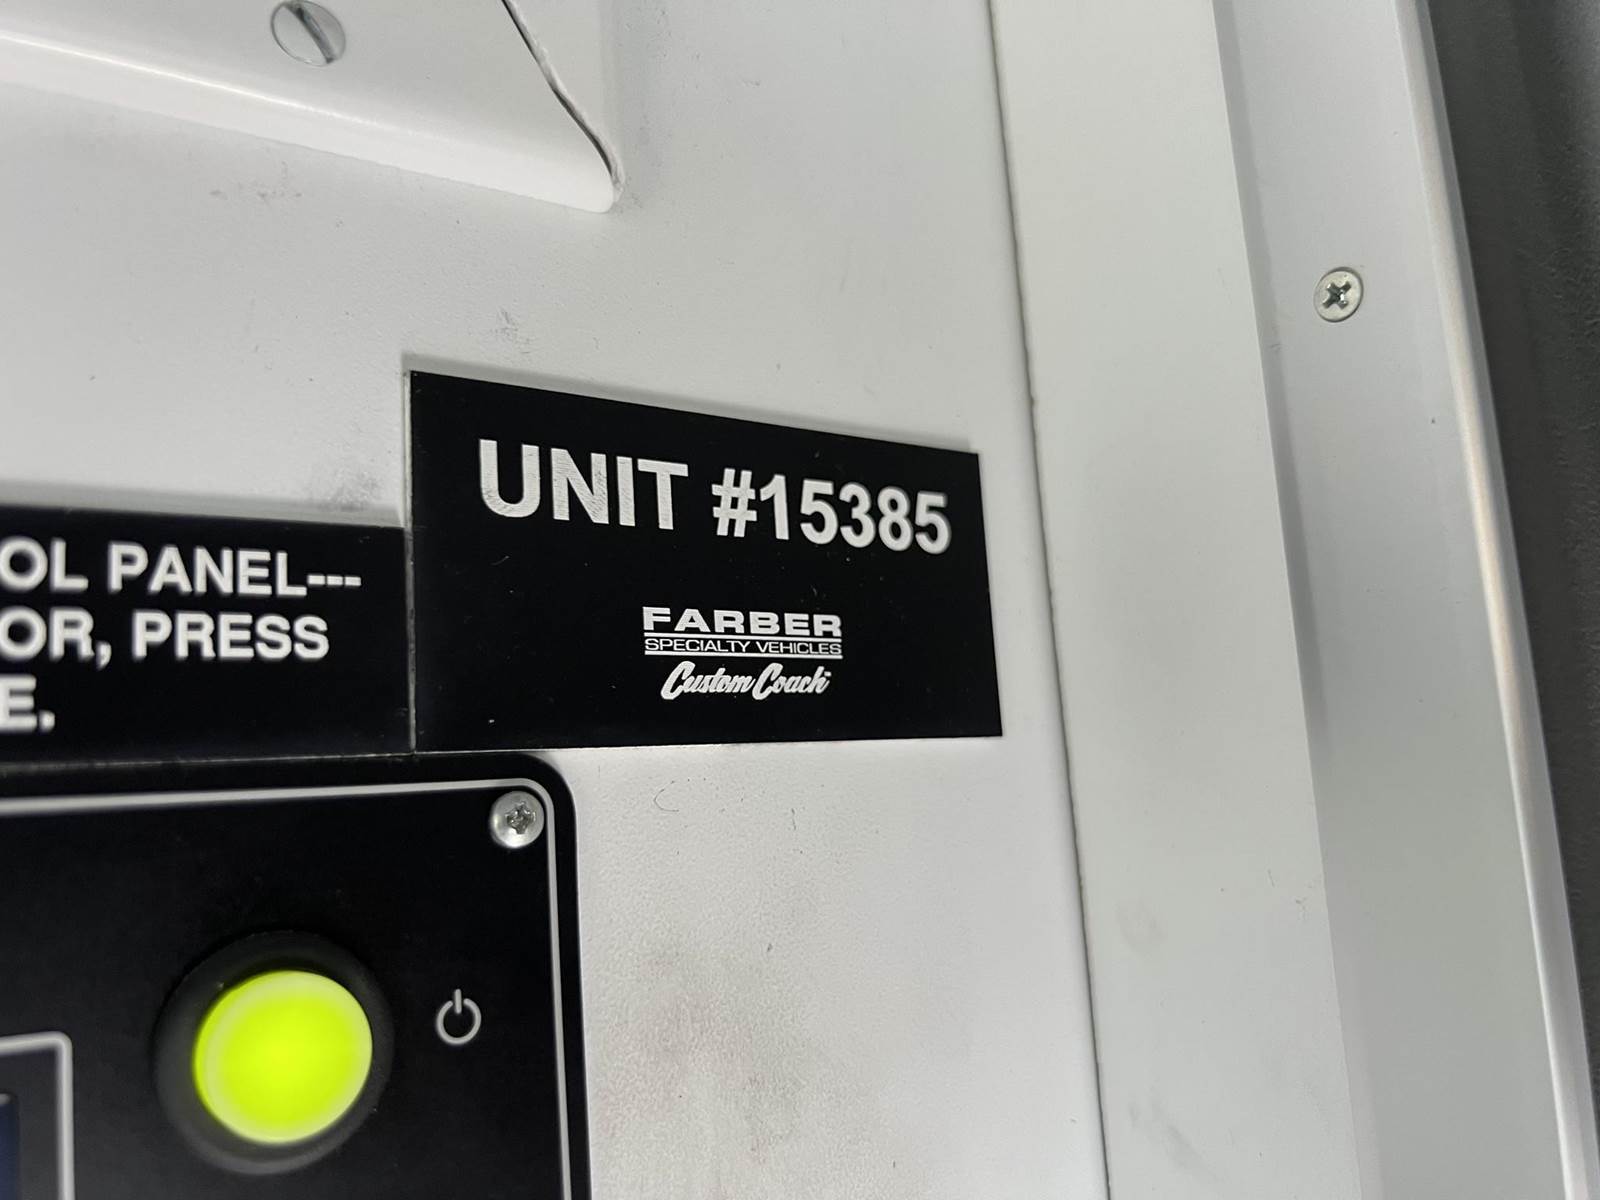 UNIT #15385
FARBER
SPECIALTY VEHICLES
Custom Coach
OL PANEL---
OR, PRESS
E.